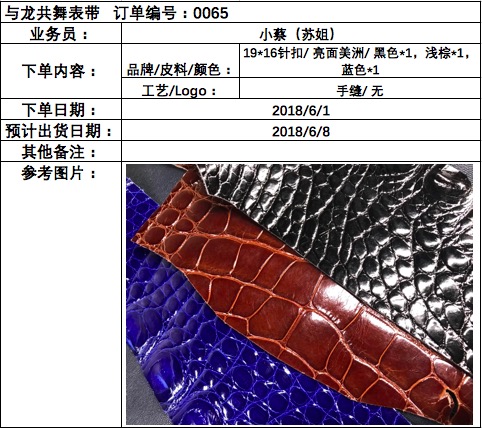 与龙共舞表带 订单编号：0065
业务员： 小蔡（苏姐）
下单内容： 品牌/皮料/颜色： 19*16针扣/ 亮面美洲/ 黑色*1，浅棕*1，
蓝色*1
工艺/Logo： 手缝/ 无
下单日期： 2018/6/1
预计出货日期： 2018/6/8
其他备注：
参考图片：